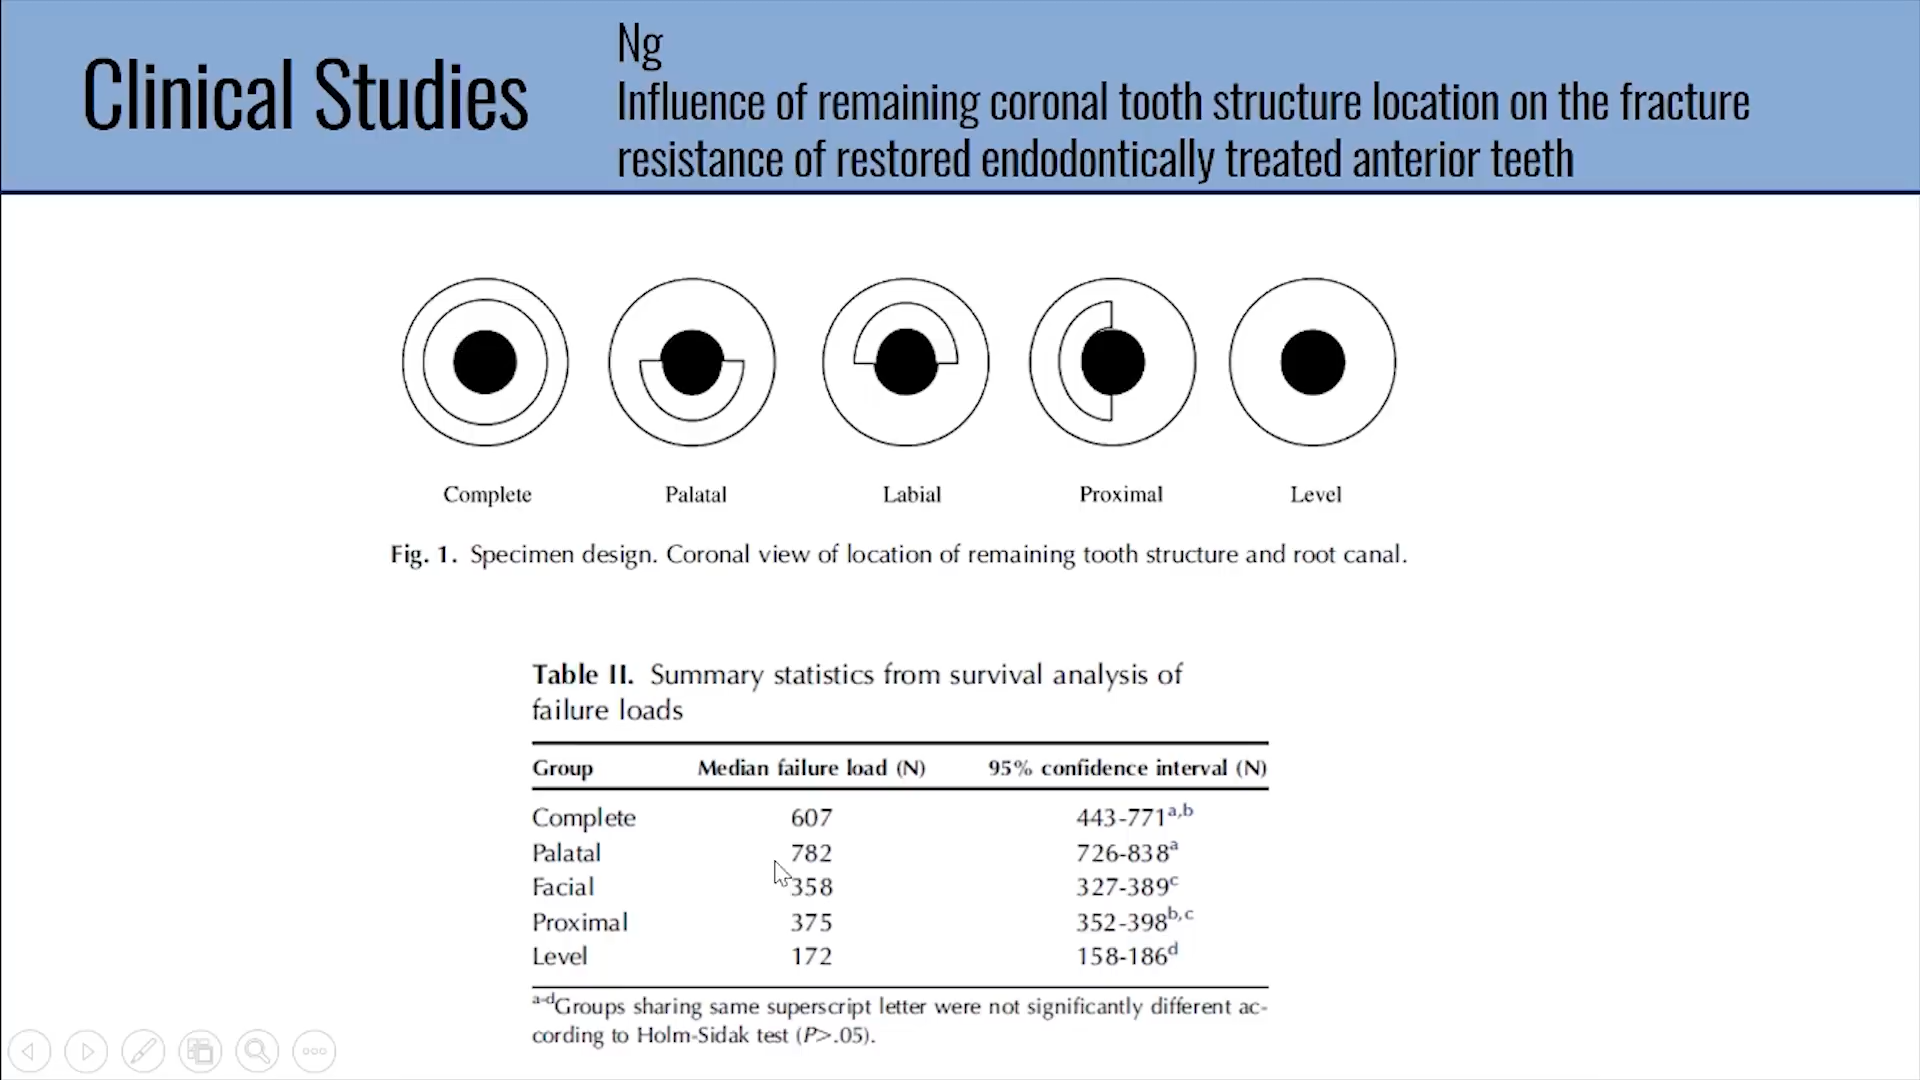 Clinical Studies
Ng
Influence of remaining coronal tooth structure location on the fracture
resistance of restored endodontically treated anterior teeth
Complete Palatal Labial Proximal Level
Fig. 1. Specimen design. Coronal view of location of remaining tooth structure and root canal.
Table II. Summary statistics from survival analysis of
failure loads
Group Median failure load (N) 95% confidence interval (N)
Complete 607 443-771a,b
Palatal 782 726-838a
Facial 358 327-389c
Proximal 375 352-398b,c
Level 172 158-186d
a-dGroups sharing same superscript letter were not significantly different ac-
cording to Holm-Sidak test (P>.05).